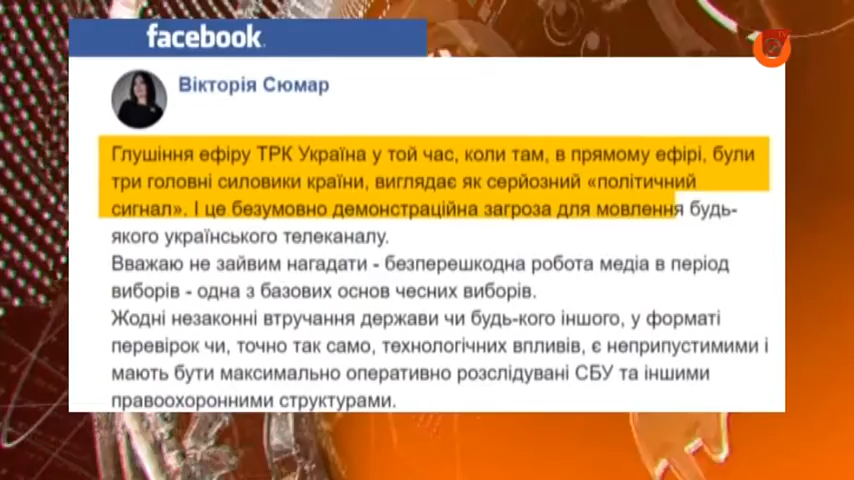 facebook.
Вікторія Сюмар
Глушіння ефіру ТРК Україна у той час, коли там, в прямому ефірі, були
три головні силовики країни, виглядає як серйозний «політичний
сигнал». І це безумовно демонстраційна загроза для мовлення будь-
якого українського телеканалу.
Вважаю не зайвим нагадати - безперешкодна робота медіа в період
виборів - одна з базових основ чесних виборів.
Жодні незаконні втручання держави чи будь-кого іншого, у форматі
перевірок чи, точно так само, технологічних впливів, є неприпустимими і
мають бути максимально оперативно розслідувані СБУ та іншими
правоохоронними структурами.